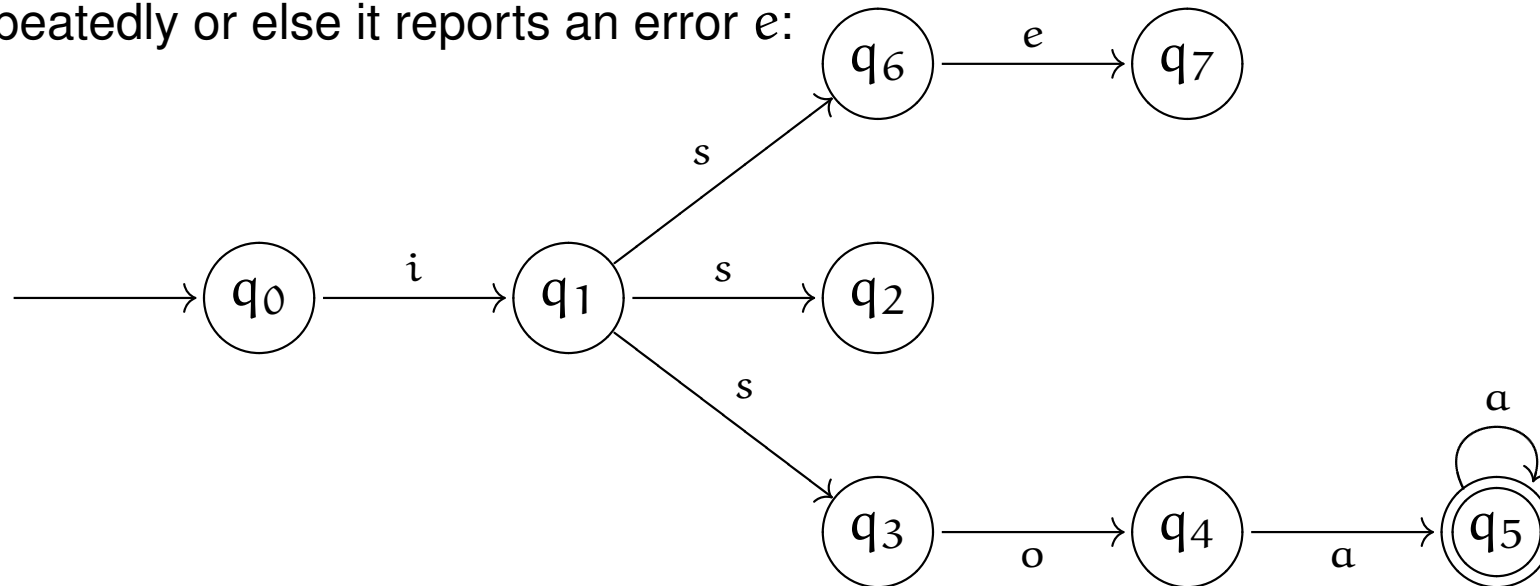 peatedly or else it reports an error e:
q6 e q7
s
q0 i q1 s q2
s
a
q3 o q4 a q5